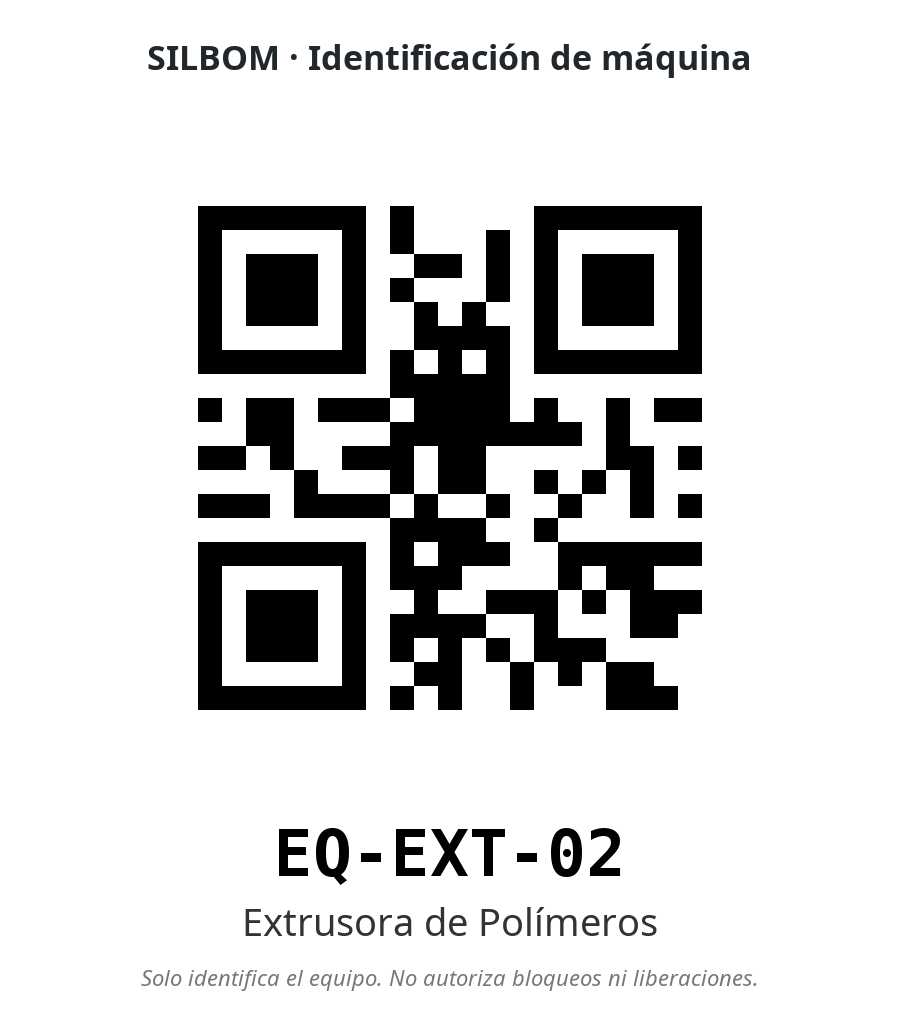 SILBOM · Identificación de máquina
EQ-EXT-02
Extrusora de Polímeros
Solo identifica el equipo. No autoriza bloqueos ni liberaciones.